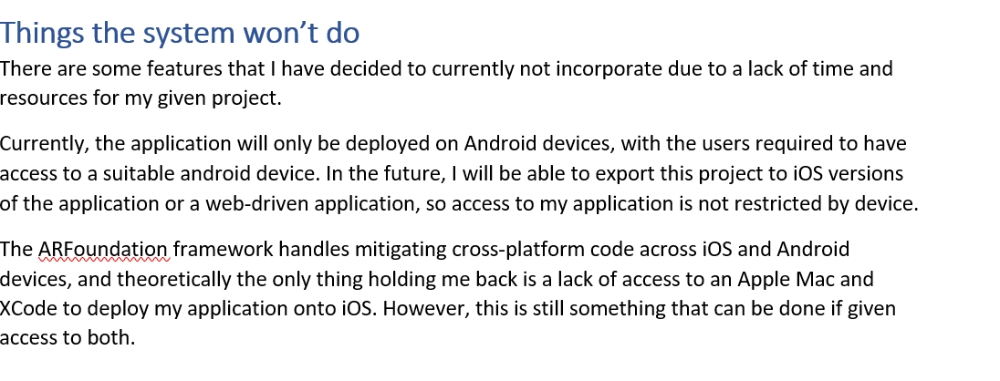 Things the system won’t do
There are some features that I have decided to currently not incorporate due to a lack of time and
resources for my given project.
Currently, the application will only be deployed on Android devices, with the users required to have
access to a suitable android device. In the future, I will be able to export this project to iOS versions
of the application or a web-driven application, so access to my application is not restricted by device.
The ARFoundation framework handles mitigating cross-platform code across iOS and Android
devices, and theoretically the only thing holding me back is a lack of access to an Apple Mac and
XCode to deploy my application onto iOS. However, this is still something that can be done if given
access to both.